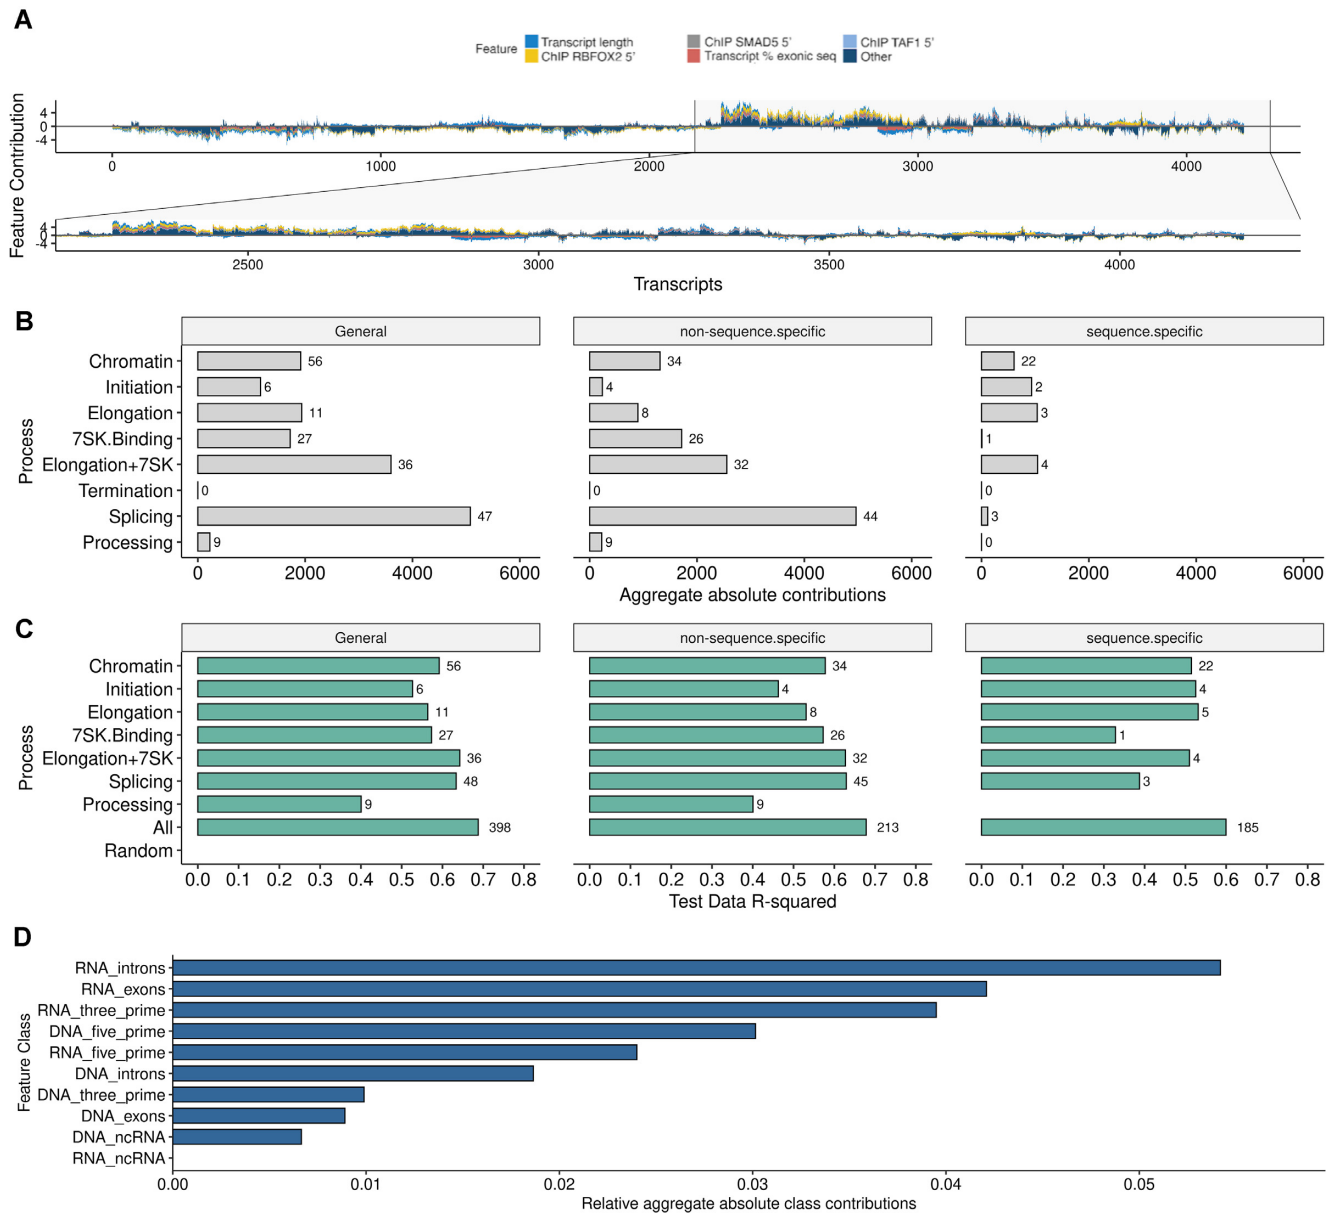 A
Feature
Transcript length
ChIP SMAD5 5'
ChIP TAF1 5'
ChIP RBFOX2 5'
Transcript % exonic seq
Other
Feature Contribution
4
0
-4
0
1000
2000
3000
4000
4
0
-4
2500
3000
3500
4000
Transcripts
B
General
non-sequence.specific
sequence.specific
Process
Chromatin 56 34 22
Initiation 6 4 2
Elongation 11 8 3
7SK.Binding 27 26 1
Elongation+7SK 36 32 4
Termination 0 0 0
Splicing 47 44 3
Processing 9 9 0
0 2000 4000 6000 0 2000 4000 6000 0 2000 4000 6000
Aggregate absolute contributions
C
General
non-sequence.specific
sequence.specific
Process
Chromatin 56 34 22
Initiation 6 4 4
Elongation 11 8 5
7SK.Binding 27 26 1
Elongation+7SK 36 32 4
Splicing 48 45 3
Processing 9 9
All 398 213 185
Random
0.0 0.1 0.2 0.3 0.4 0.5 0.6 0.7 0.8 0.0 0.1 0.2 0.3 0.4 0.5 0.6 0.7 0.8 0.0 0.1 0.2 0.3 0.4 0.5 0.6 0.7 0.8
Test Data R-squared
D
Feature Class
RNA_introns
RNA_exons
RNA_three_prime
DNA_five_prime
RNA_five_prime
DNA_introns
DNA_three_prime
DNA_exons
DNA_ncRNA
RNA_ncRNA
0.00 0.01 0.02 0.03 0.04 0.05
Relative aggregate absolute class contributions